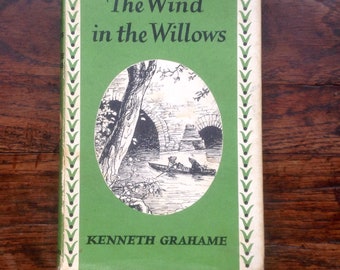 The Wind
in the Willows
KENNETH GRAHAME